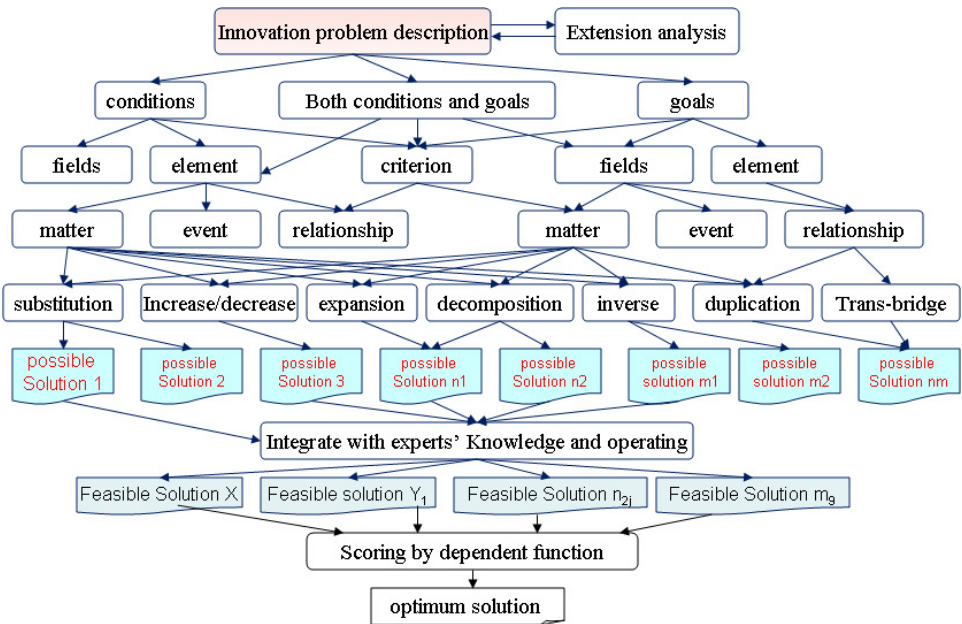 Innovation problem description
Extension analysis
conditions
Both conditions and goals
goals
fields
element
criterion
fields
element
matter
event
relationship
matter
event
relationship
substitution
Increase/decrease
expansion
decomposition
inverse
duplication
Trans-bridge
possible
Solution 1
possible
Solution 2
possible
Solution 3
possible
Solution n1
possible
Solution n2
possible
solution m1
possible
solution m2
possible
Solution nm
Integrate with experts’ Knowledge and operating
Feasible Solution X
Feasible solution Y1
Feasible Solution n2j
Feasible Solution m9
Scoring by dependent function
optimum solution